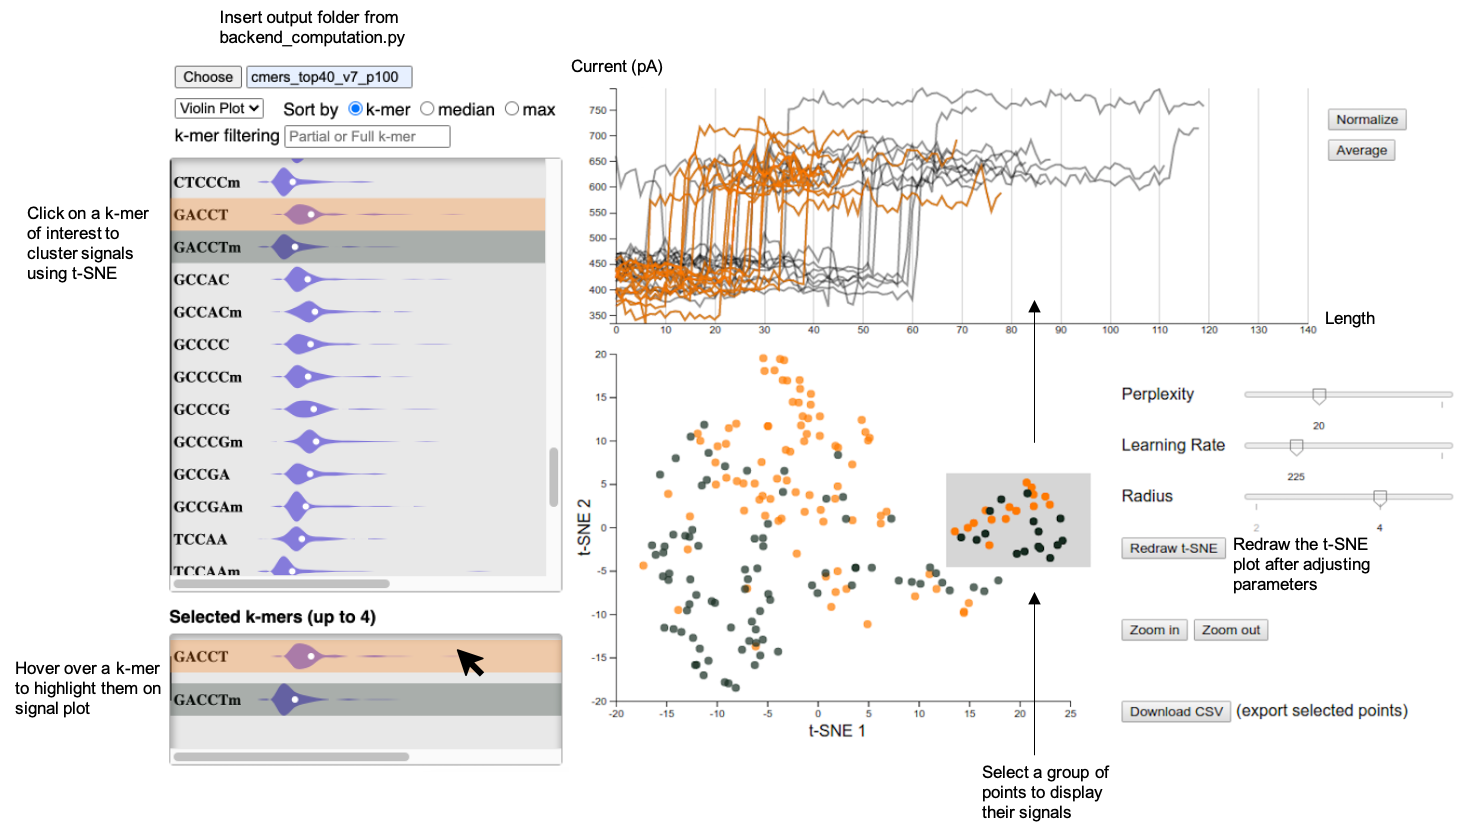 Insert output folder from
backend_computation.py
Choose cmers_top40_v7_p100
Violin Plot Sort by k-mer median max
k-mer filtering Partial or Full k-mer
CTCCCm
GACCT
GACCTm
GCCAC
GCCACm
GCCCC
GCCCCm
GCCCG
GCCCGm
GCCGA
GCCGAm
TCCAA
TCCAAm
Click on a k-mer
of interest to
cluster signals
using t-SNE
Selected k-mers (up to 4)
GACCT
GACCTm
Hover over a k-mer
to highlight them on
signal plot
Current (pA)
750
700
650
600
550
500
450
400
350
0 10 20 30 40 50 60 70 80 90 100 110 120 130 140
Length
Normalize
Average
20
15
10
5
0
-5
-10
-15
-20
t-SNE 2
-20 -15 -10 -5 0 5 10 15 20 25
t-SNE 1
Select a group of
points to display
their signals
Perplexity
20
Learning Rate
225
Radius
2 4
Redraw t-SNE
Redraw the t-SNE
plot after adjusting
parameters
Zoom in Zoom out
Download CSV (export selected points)